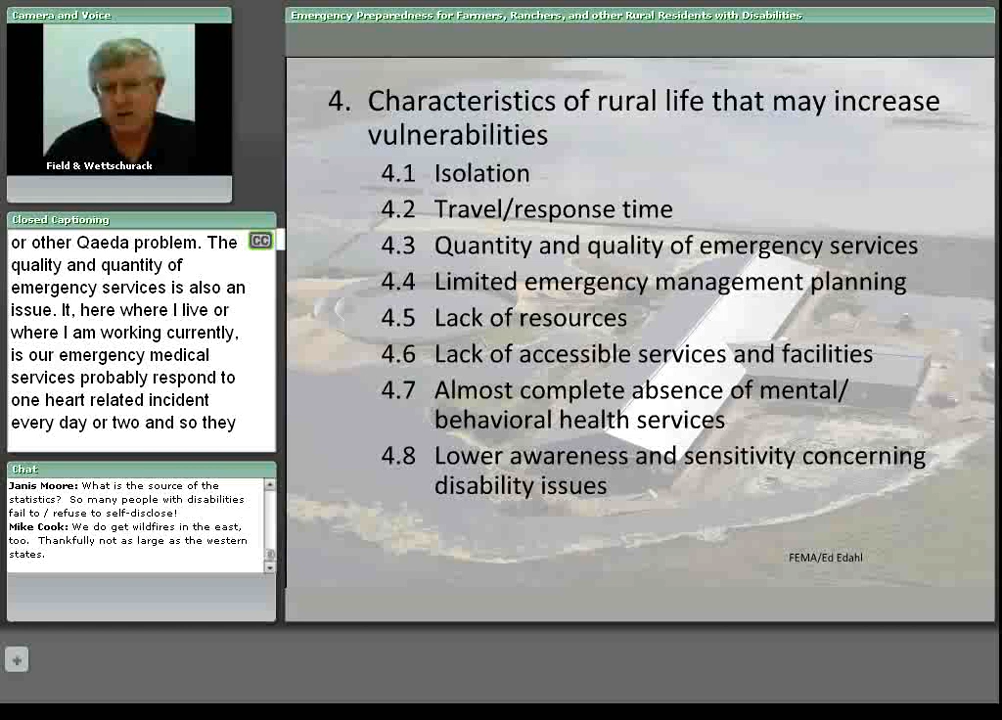 Camera and Voice
Field & Wettschurack
Closed Captioning
CC
or other Qaeda problem. The
quality and quantity of
emergency services is also an
issue. It, here where I live or
where I am working currently,
is our emergency medical
services probably respond to
one heart related incident
every day or two and so they
Chat
Janis Moore: What is the source of the
statistics? So many people with disabilities
fail to / refuse to self-disclose!
Mike Cook: We do get wildfires in the east,
too. Thankfully not as large as the western
states.
Emergency Preparedness for Farmers, Ranchers, and other Rural Residents with Disabilities
4. Characteristics of rural life that may increase
vulnerabilities
4.1 Isolation
4.2 Travel/response time
4.3 Quantity and quality of emergency services
4.4 Limited emergency management planning
4.5 Lack of resources
4.6 Lack of accessible services and facilities
4.7 Almost complete absence of mental/
behavioral health services
4.8 Lower awareness and sensitivity concerning
disability issues
FEMA/Ed Edahl